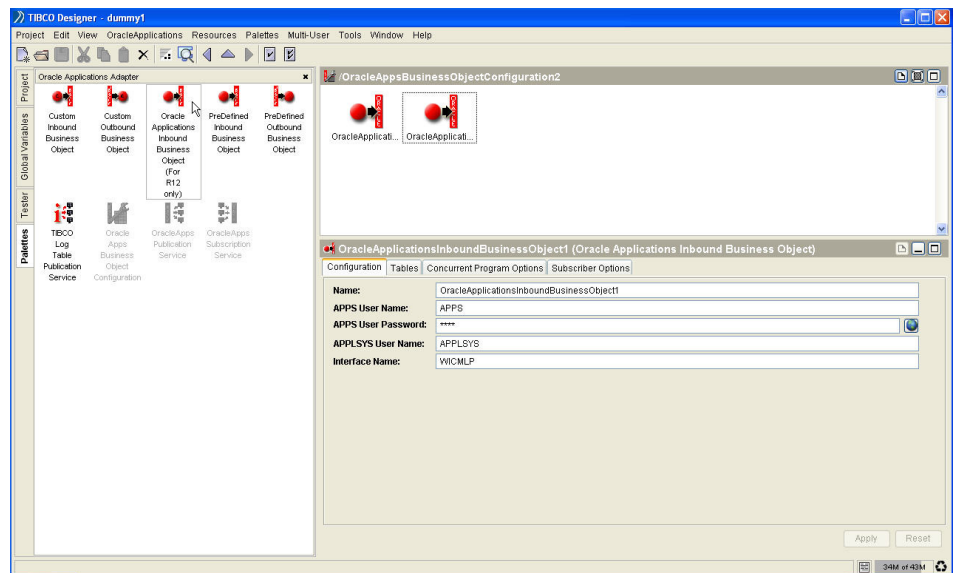 TIBCO Designer - dummy1
Project Edit View OracleApplications Resources Palettes Multi-User Tools Window Help
Project
Global Variables
Tester
Palettes
Oracle Applications Adapter
Custom Inbound Business Object
Custom Outbound Business Object
Oracle Applications Inbound Business Object (For R12 only)
PreDefined Inbound Business Object
PreDefined Outbound Business Object
TIBCO Log Table Publication Service
Oracle Apps Business Object Configuration
OracleApps Publication Service
OracleApps Subscription Service
/OracleAppsBusinessObjectConfiguration2
OracleApplicati... OracleApplicati...
OracleApplicationsInboundBusinessObject1 (Oracle Applications Inbound Business Object)
Configuration Tables Concurrent Program Options Subscriber Options
Name: OracleApplicationsInboundBusinessObject1
APPS User Name: APPS
APPS User Password: ****
APPLSYS User Name: APPLSYS
Interface Name: WICMLP
Apply Reset
34M of 43M